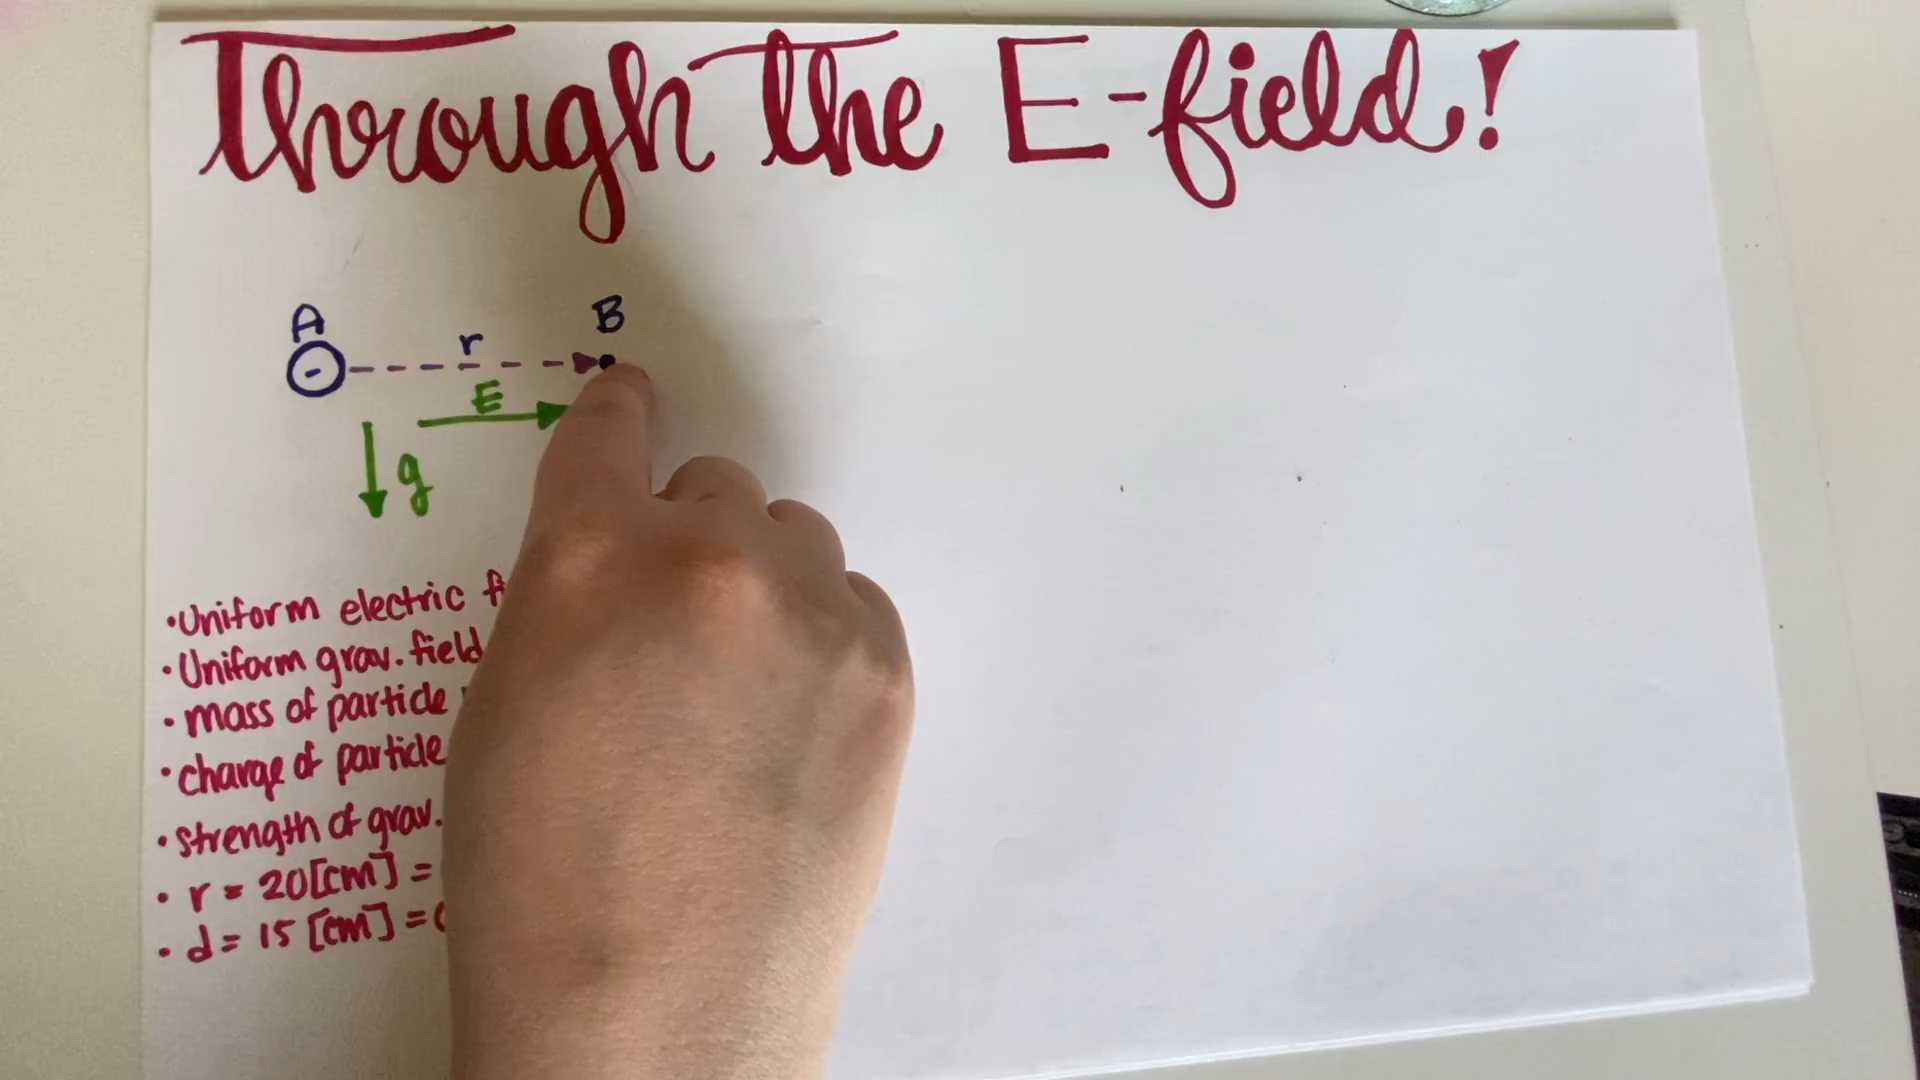 Through the E-field!
A
B
r
-
E
g
•Uniform electric
•Uniform grav. field
•mass of particle
•charge of particle
•strength of grav.
•r = 20[cm] =
•d = 15 [cm] =